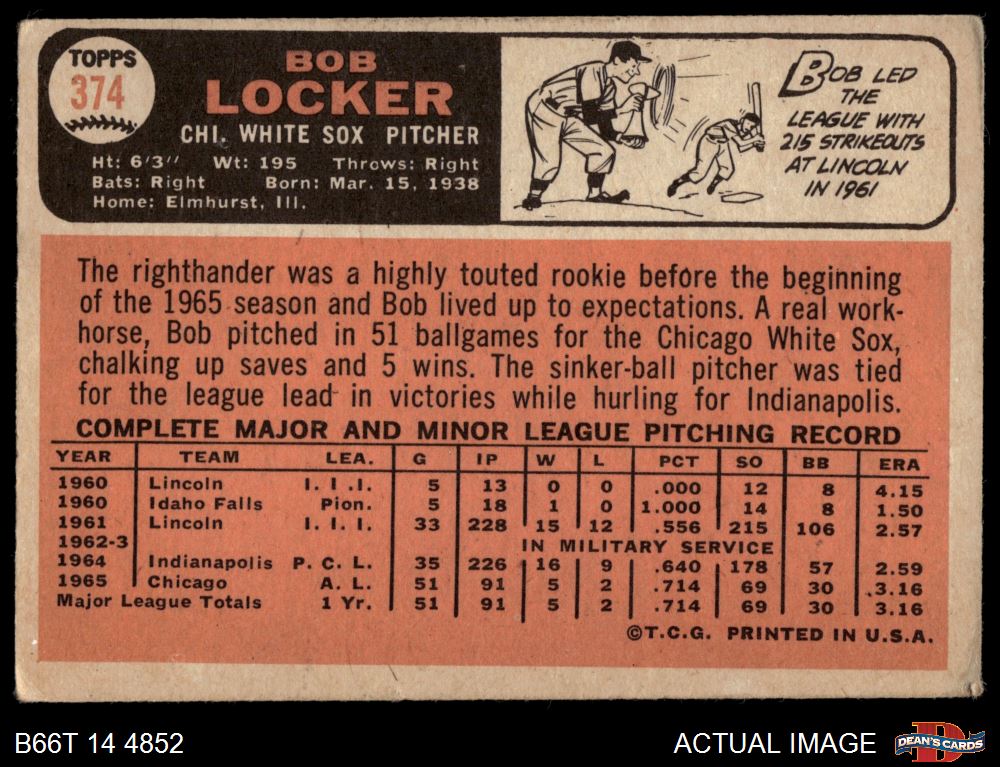 TOPPS
374
BOB
LOCKER
CHI. WHITE SOX PITCHER
Ht: 6'3" Wt: 195 Throws: Right
Bats: Right Born: Mar. 15, 1938
Home: Elmhurst, Ill.
BOB LED
THE
LEAGUE WITH
215 STRIKEOUTS
AT LINCOLN
IN 1961
The righthander was a highly touted rookie before the beginning
of the 1965 season and Bob lived up to expectations. A real work-
horse, Bob pitched in 51 ballgames for the Chicago White Sox,
chalking up saves and 5 wins. The sinker-ball pitcher was tied
for the league lead in victories while hurling for Indianapolis.
COMPLETE MAJOR AND MINOR LEAGUE PITCHING RECORD
YEAR TEAM LEA. G IP W L PCT SO BB ERA
1960 Lincoln I. I. I. 5 13 0 0 .000 12 8 4.15
1960 Idaho Falls Pion. 5 18 1 0 1.000 14 8 1.50
1961 Lincoln I. I. I. 33 228 15 12 .556 215 106 2.57
1962-3 IN MILITARY SERVICE
1964 Indianapolis P. C. L. 35 226 16 9 .640 178 57 2.59
1965 Chicago A. L. 51 91 5 2 .714 69 30 3.16
Major League Totals 1 Yr. 51 91 5 2 .714 69 30 3.16
©T.C.G. PRINTED IN U.S.A.
B66T 14 4852
ACTUAL IMAGE
D
DEAN'S CARDS